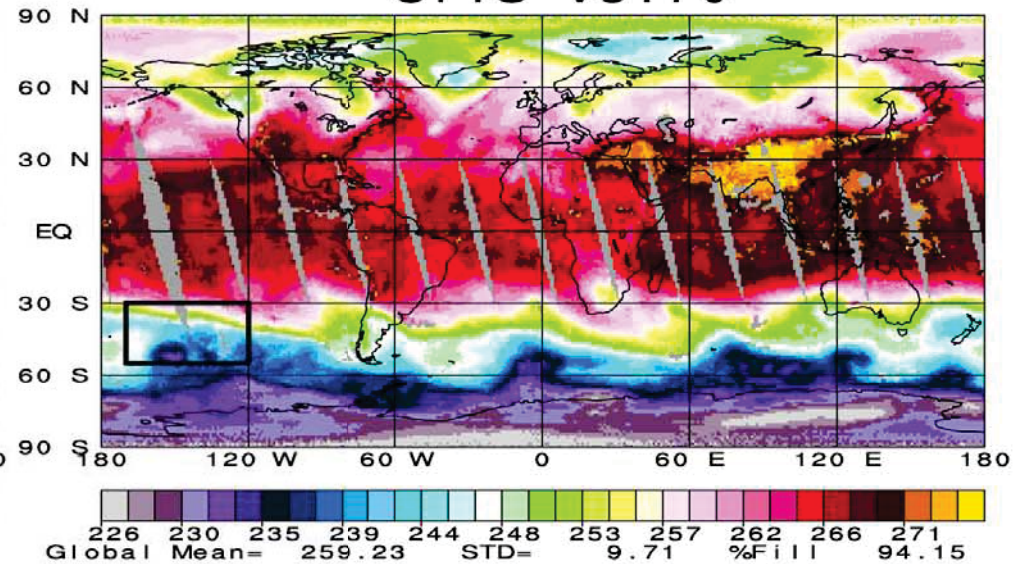 90 N
60 N
30 N
EQ
30 S
60 S
90 S
180 120 W 60 W 0 60 E 120 E 180
226 230 235 239 244 248 253 257 262 266 271
Global Mean= 259.23 STD= 9.71 %Fill 94.15